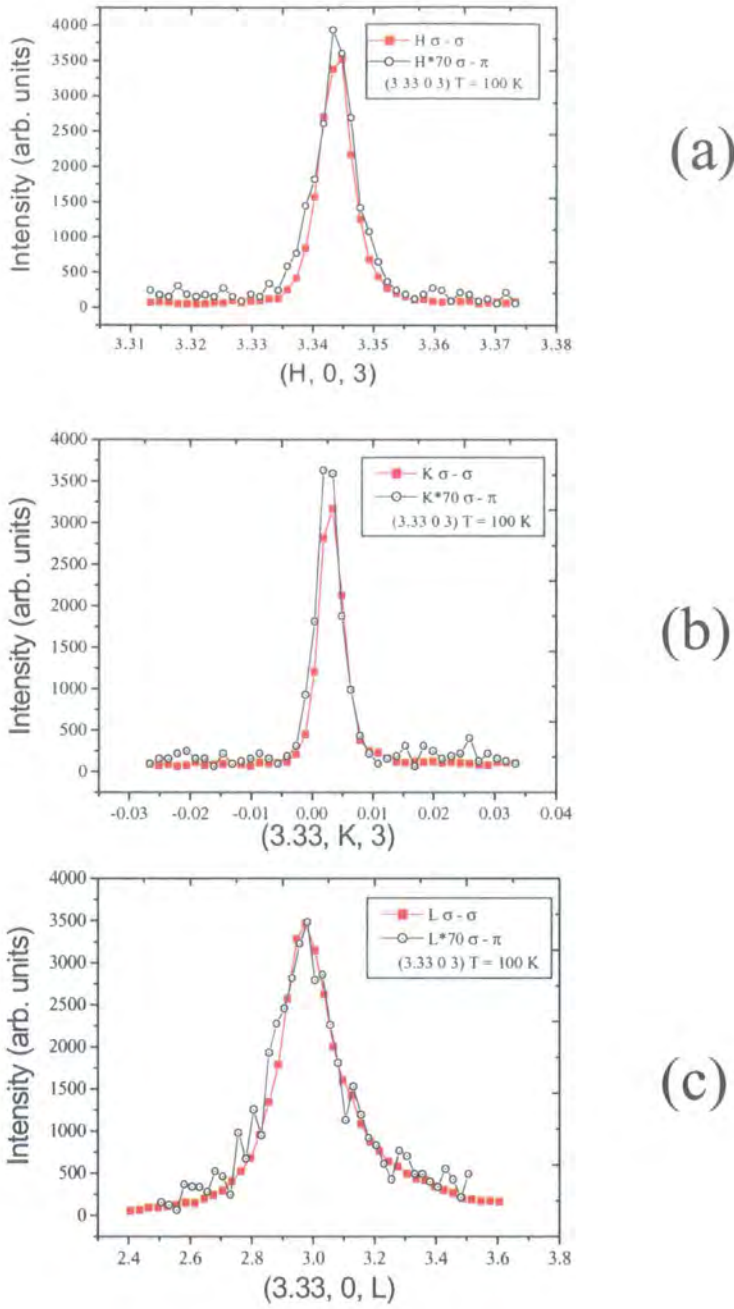 4000
3500
3000
2500
2000
1500
1000
500
0
Intensity (arb. units)
H σ - σ
H*70 σ - π
(3.33 0 3) T = 100 K
3.31 3.32 3.33 3.34 3.35 3.36 3.37 3.38
(H, 0, 3)
(a)
4000
3500
3000
2500
2000
1500
1000
500
0
Intensity (arb. units)
K σ - σ
K*70 σ - π
(3.33 0 3) T = 100 K
-0.03 -0.02 -0.01 0.00 0.01 0.02 0.03 0.04
(3.33, K, 3)
(b)
4000
3500
3000
2500
2000
1500
1000
500
0
Intensity (arb. units)
L σ - σ
L*70 σ - π
(3.33 0 3) T = 100 K
2.4 2.6 2.8 3.0 3.2 3.4 3.6 3.8
(3.33, 0, L)
(c)